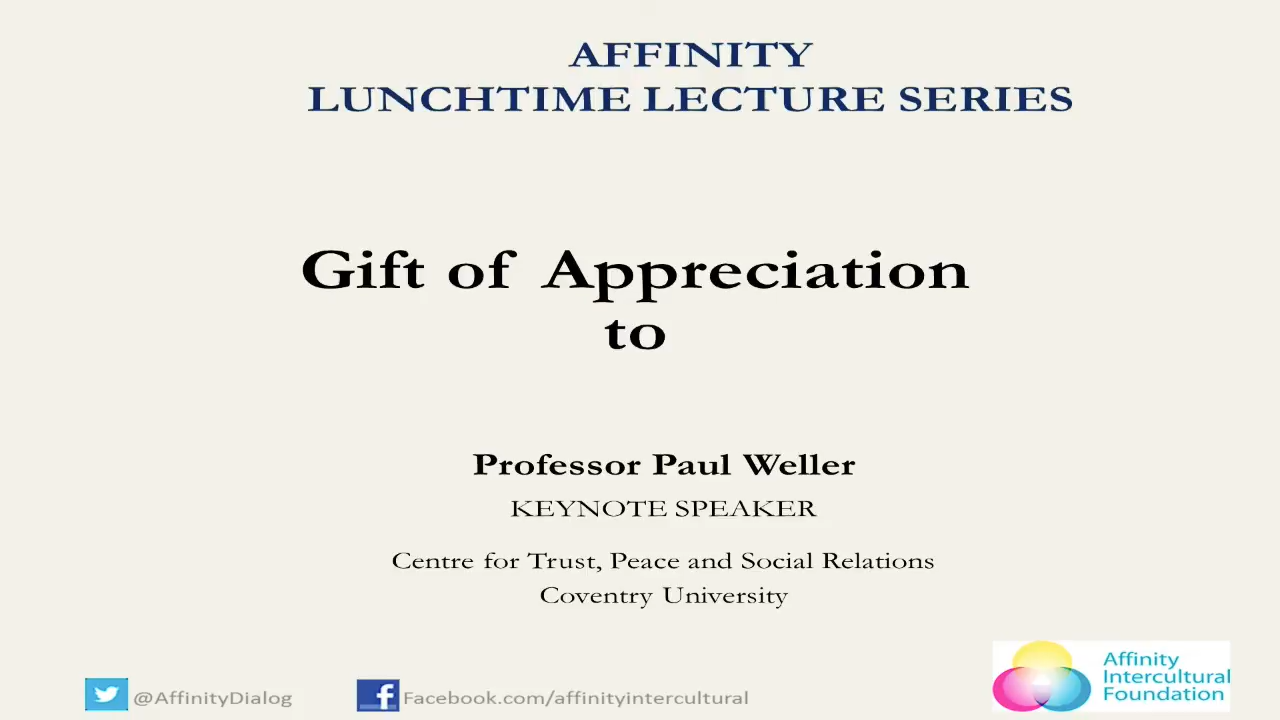 AFFINITY
LUNCHTIME LECTURE SERIES
Gift of Appreciation
to
Professor Paul Weller
KEYNOTE SPEAKER
Centre for Trust, Peace and Social Relations
Coventry University
@AffinityDialog
Facebook.com/affinityintercultural
Affinity
Intercultural
Foundation